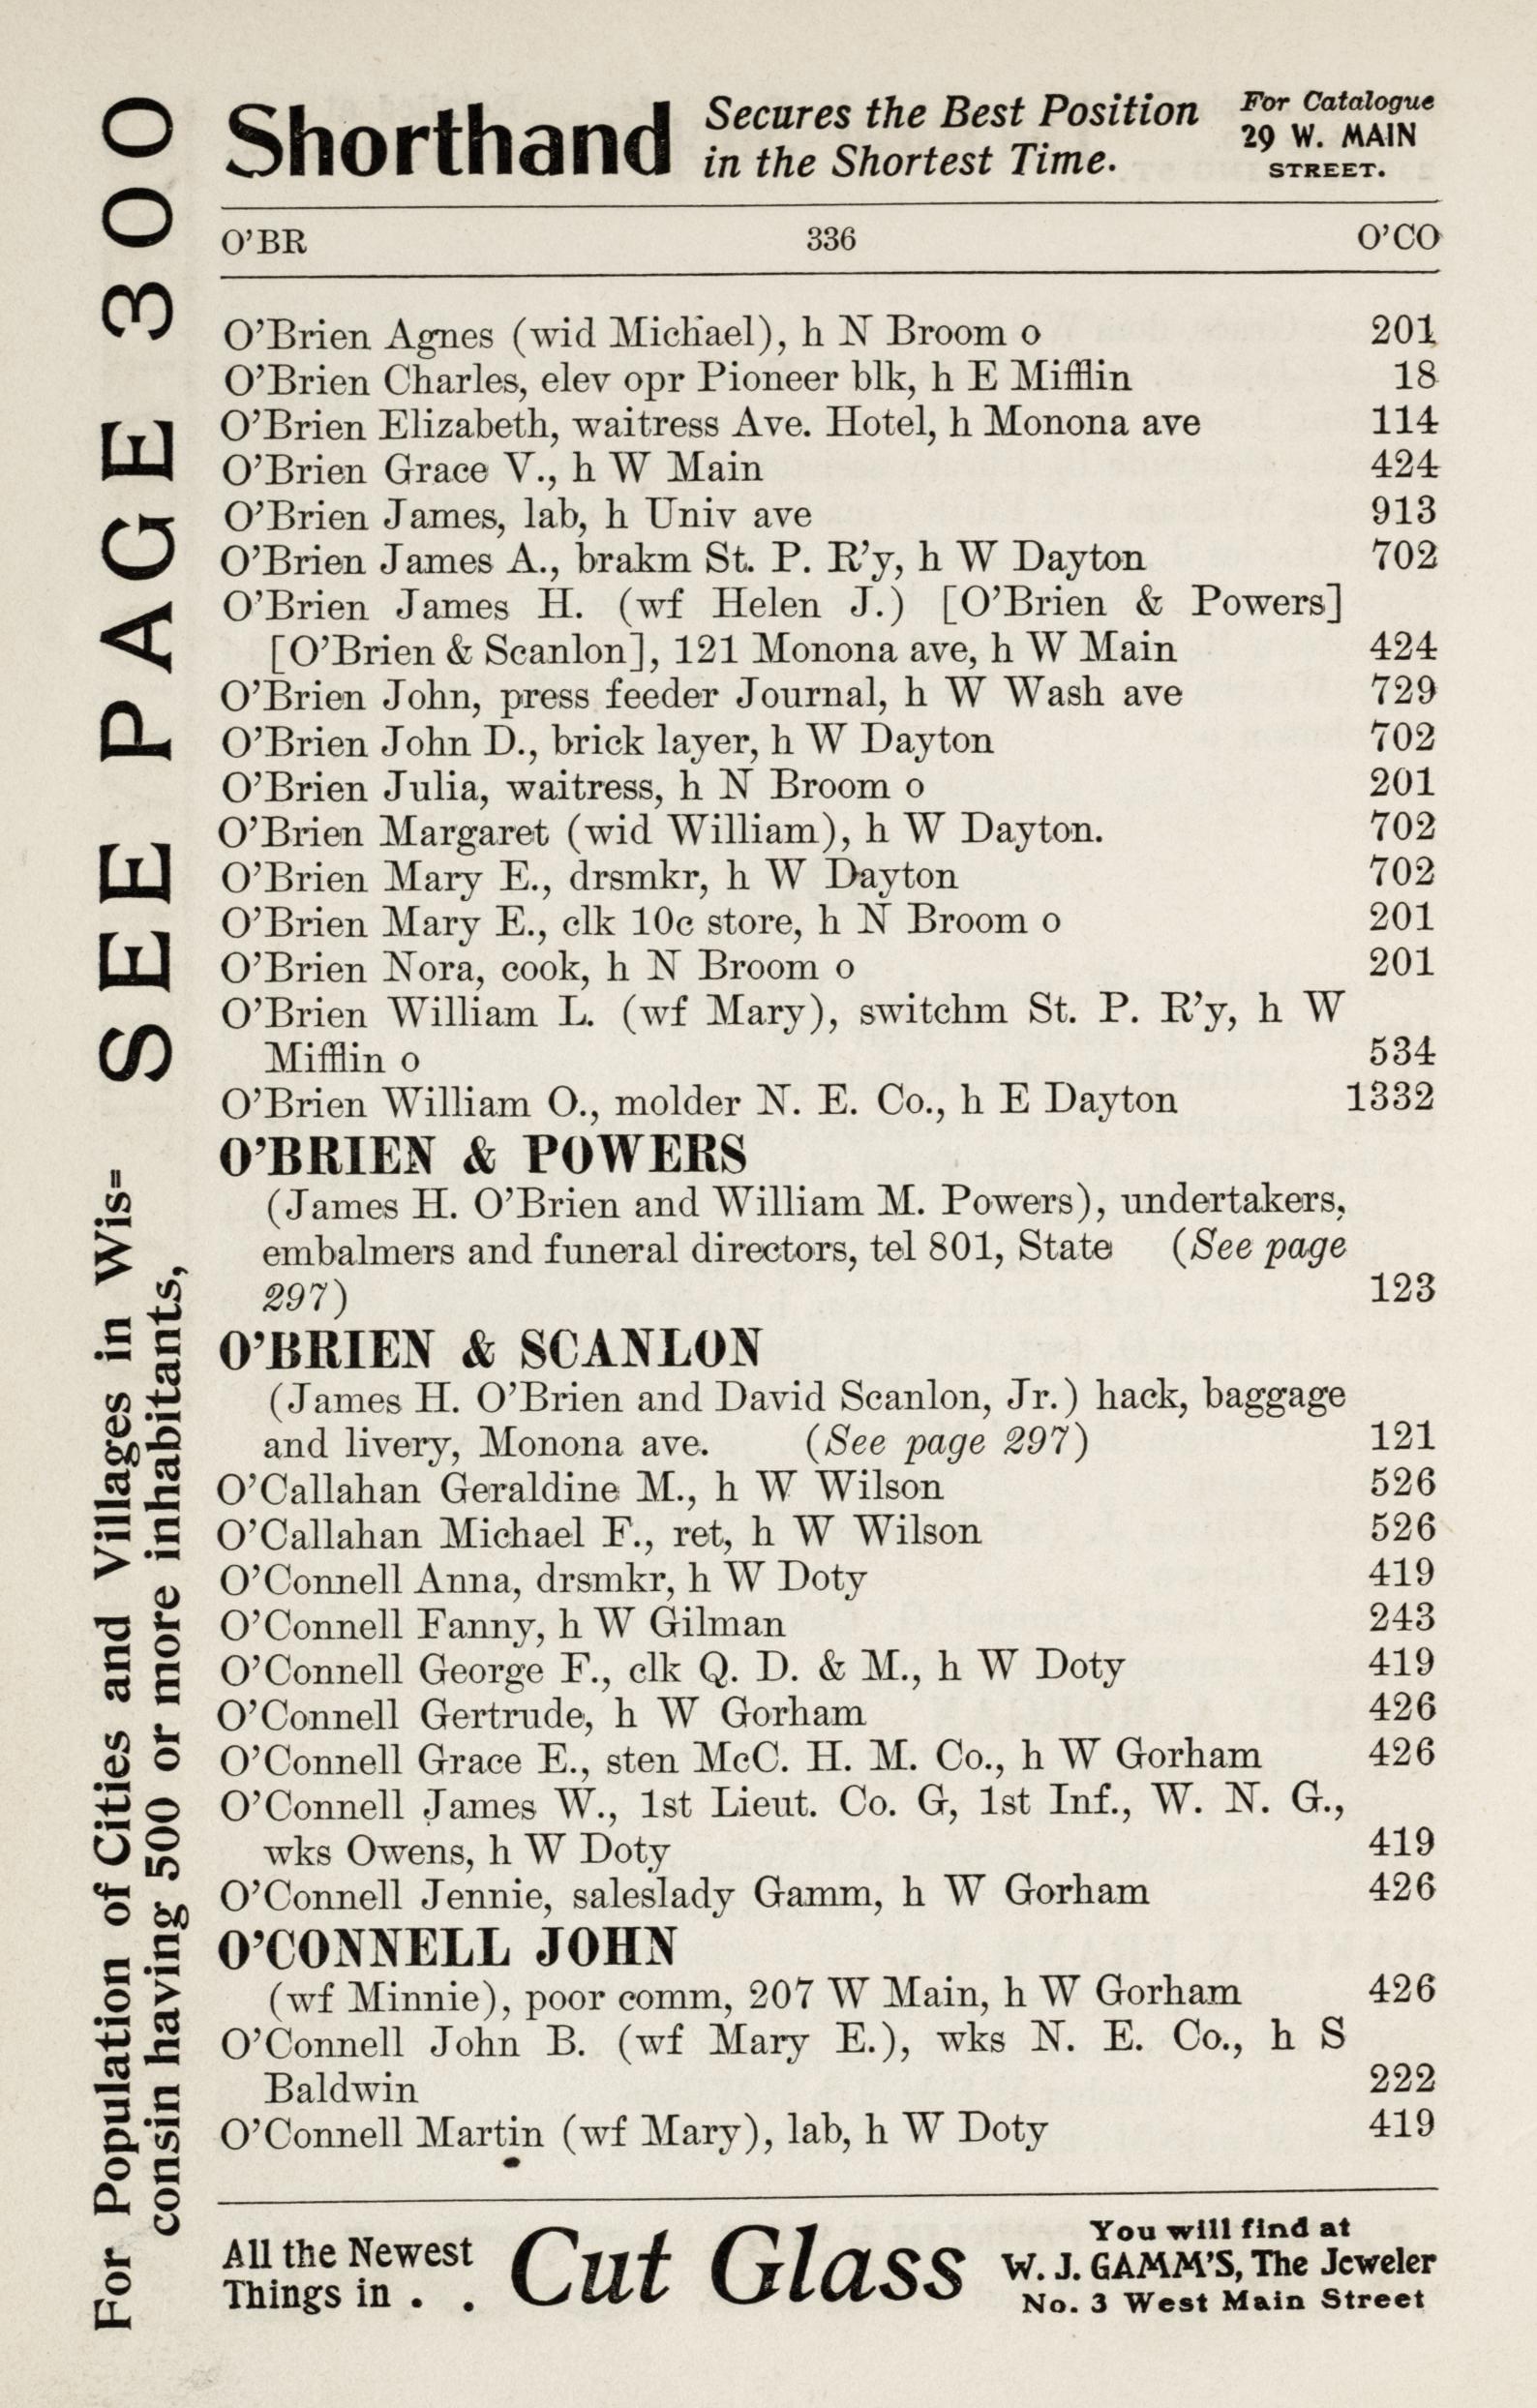 Shorthand Secures the Best Position in the Shortest Time. For Catalogue 29 W. MAIN STREET.
O'BR 336 O'CO
O'Brien Agnes (wid Michael), h N Broom o 201
O'Brien Charles, elev opr Pioneer blk, h E Mifflin 18
O'Brien Elizabeth, waitress Ave. Hotel, h Monona ave 114
O'Brien Grace V., h W Main 424
O'Brien James, lab, h Univ ave 913
O'Brien James A., brakm St. P. R'y, h W Dayton 702
O'Brien James H. (wf Helen J.) [O'Brien & Powers]
[O'Brien & Scanlon], 121 Monona ave, h W Main 424
O'Brien John, press feeder Journal, h W Wash ave 729
O'Brien John D., brick layer, h W Dayton 702
O'Brien Julia, waitress, h N Broom o 201
O'Brien Margaret (wid William), h W Dayton. 702
O'Brien Mary E., drsmkr, h W Dayton 702
O'Brien Mary E., clk 10c store, h N Broom o 201
O'Brien Nora, cook, h N Broom o 201
O'Brien William L. (wf Mary), switchm St. P. R'y, h W
Mifflin o 534
O'Brien William O., molder N. E. Co., h E Dayton 1332
O'BRIEN & POWERS
(James H. O'Brien and William M. Powers), undertakers,
embalmers and funeral directors, tel 801, State (See page
297) 123
O'BRIEN & SCANLON
(James H. O'Brien and David Scanlon, Jr.) hack, baggage
and livery, Monona ave. (See page 297) 121
O'Callahan Geraldine M., h W Wilson 526
O'Callahan Michael F., ret, h W Wilson 526
O'Connell Anna, drsmkr, h W Doty 419
O'Connell Fanny, h W Gilman 243
O'Connell George F., clk Q. D. & M., h W Doty 419
O'Connell Gertrude, h W Gorham 426
O'Connell Grace E., sten McC. H. M. Co., h W Gorham 426
O'Connell James W., 1st Lieut. Co. G, 1st Inf., W. N. G.,
wks Owens, h W Doty 419
O'Connell Jennie, saleslady Gamm, h W Gorham 426
O'CONNELL JOHN
(wf Minnie), poor comm, 207 W Main, h W Gorham 426
O'Connell John B. (wf Mary E.), wks N. E. Co., h S
Baldwin 222
O'Connell Martin (wf Mary), lab, h W Doty 419
All the Newest Things in . . Cut Glass You will find at W. J. GAMM'S, The Jeweler No. 3 West Main Street
For Population of Cities and Villages in Wis-
consin having 500 or more inhabitants,
SEE PAGE 300